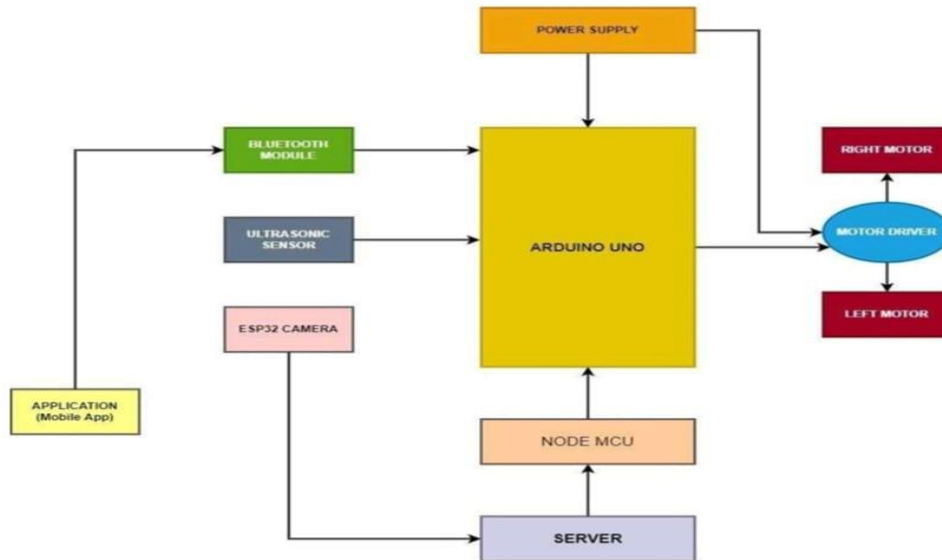 POWER SUPPLY
BLUETOOTH
MODULE
RIGHT MOTOR
ULTRASONIC
SENSOR
ARDUINO UNO
MOTOR DRIVER
ESP32 CAMERA
LEFT MOTOR
APPLICATION
(Mobile App)
NODE MCU
SERVER